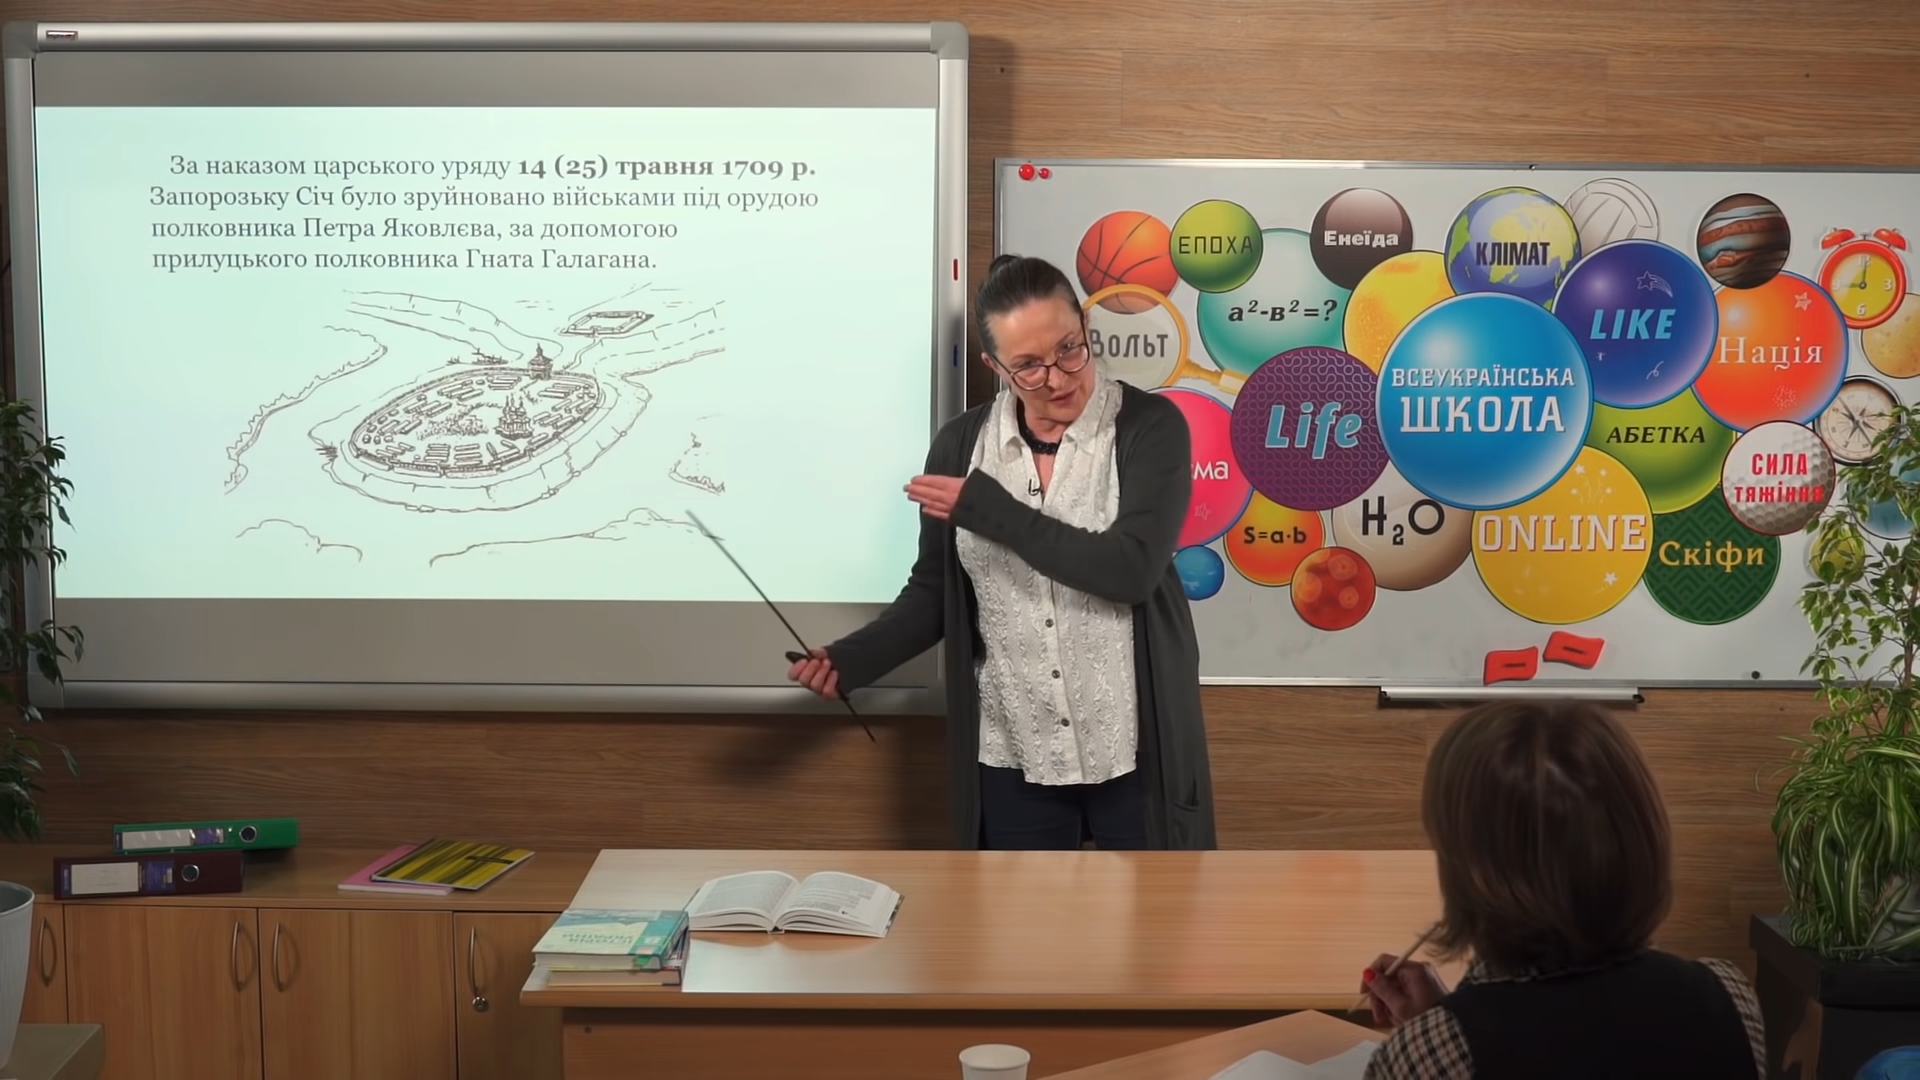 За наказом царського уряду 14 (25) травня 1709 р.
Запорозьку Січ було зруйновано військами під орудою
полковника Петра Яковлєва, за допомогою
прилуцького полковника Гната Галагана.
ЕПОХА
Енеїда
КЛІМАТ
a²-в²=?
Вольт
LIKE
Нація
ВСЕУКРАЇНСЬКА
ШКОЛА
Life
АБЕТКА
СИЛА
ТЯЖІННЯ
S=a·b
H₂O
ONLINE
Скіфи
ІСТОРІЯ
УКРАЇНИ